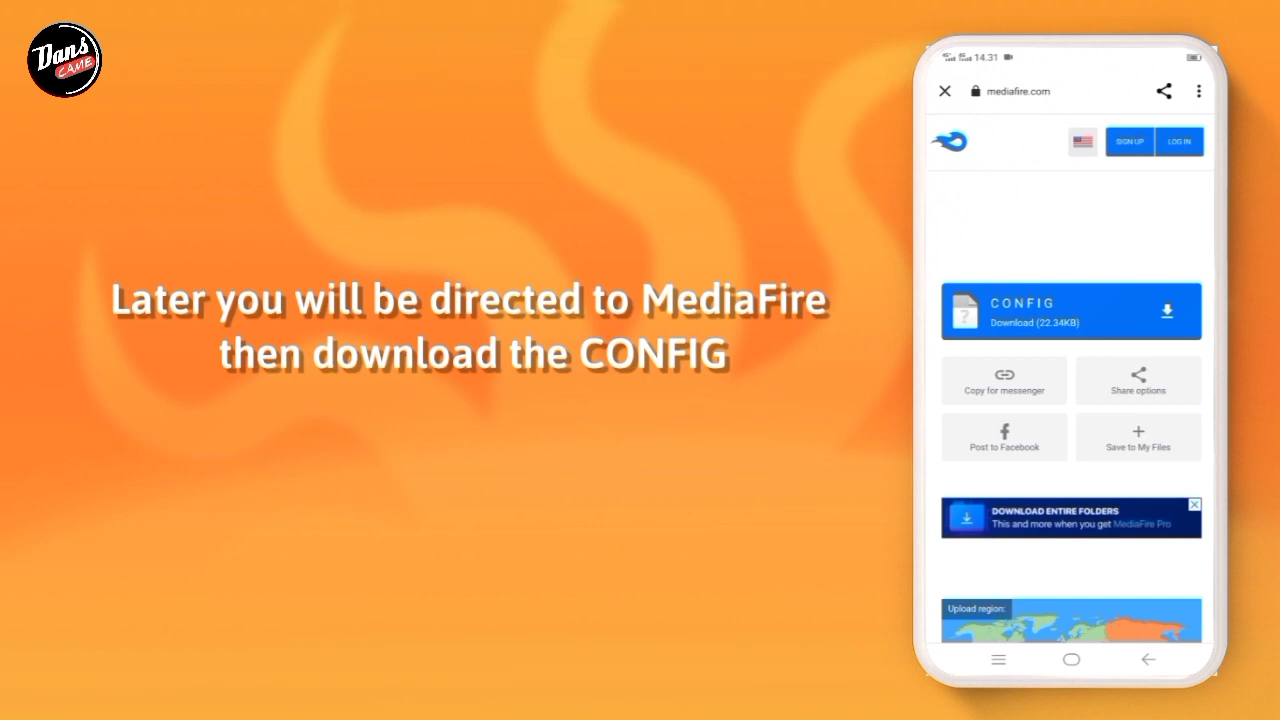 Dans
CAME
Later you will be directed to MediaFire
then download the CONFIG
14.31
mediafire.com
SIGN UP
LOG IN
CONFIG
Download (22.34KB)
?
Copy for messenger
Share options
Post to Facebook
Save to My Files
DOWNLOAD ENTIRE FOLDERS
This and more when you get MediaFire Pro
Upload region: